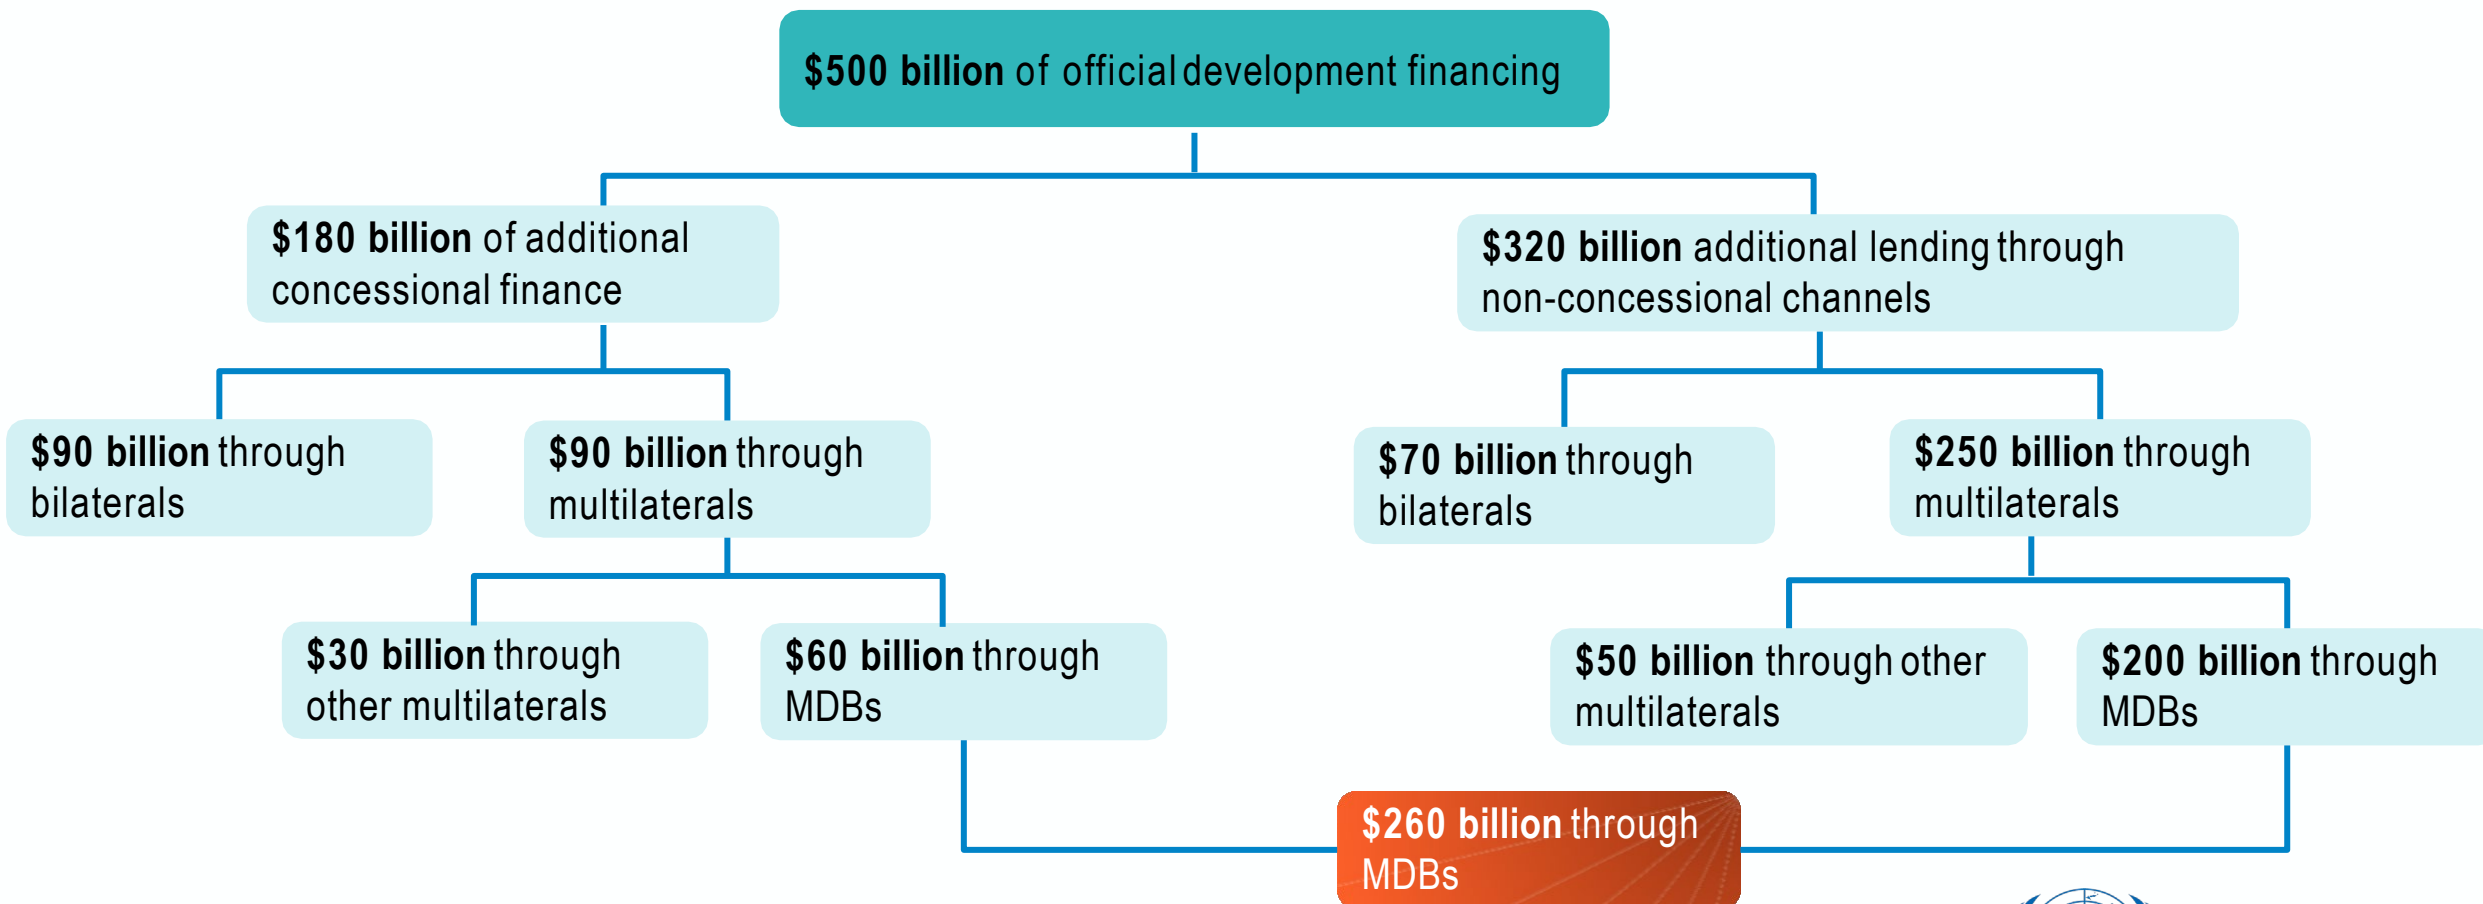 $500 billion of official development financing
$180 billion of additional
concessional finance
$320 billion additional lending through
non-concessional channels
$90 billion through
bilaterals
$90 billion through
multilaterals
$70 billion through
bilaterals
$250 billion through
multilaterals
$30 billion through
other multilaterals
$60 billion through
MDBs
$50 billion through other
multilaterals
$200 billion through
MDBs
$260 billion through
MDBs